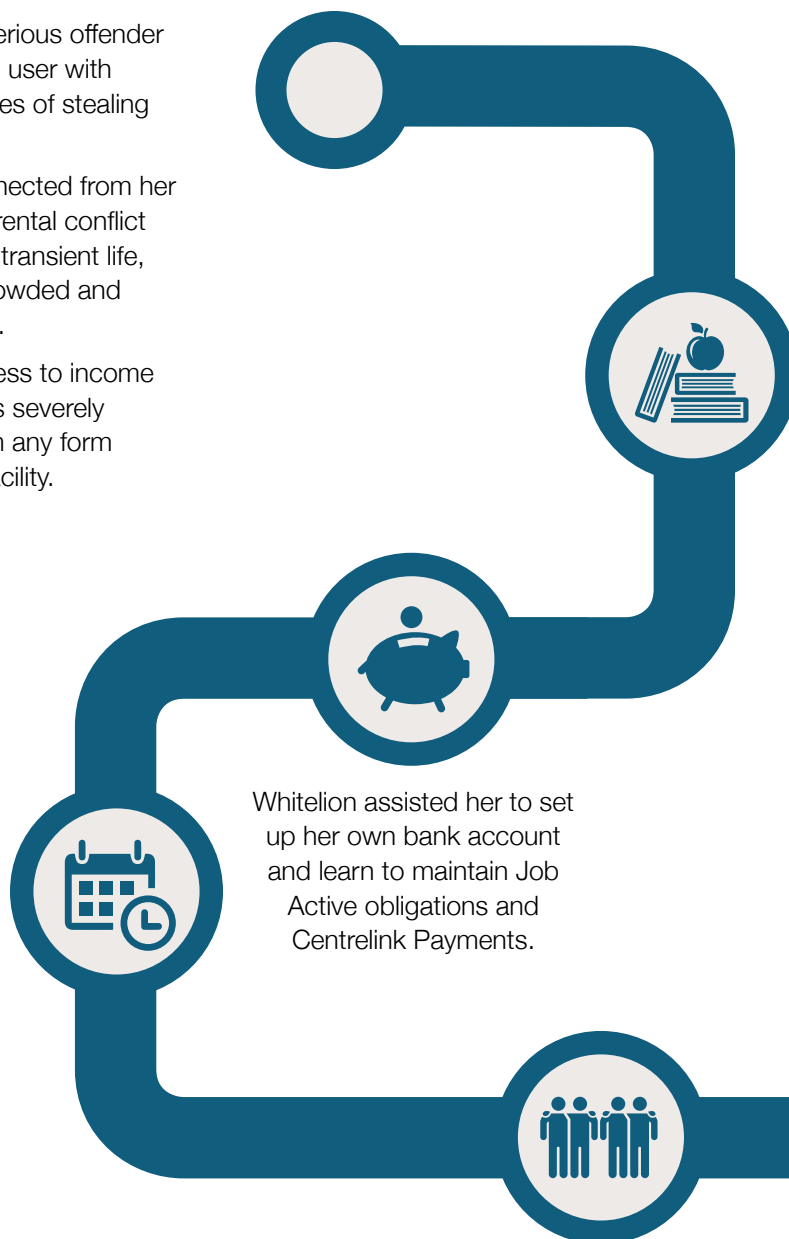 erious offender
user with
es of stealing
nected from her
rental conflict
transient life,
owded and
.
ess to income
s severely
n any form
acility.
Whitelion assisted her to set
up her own bank account
and learn to maintain Job
Active obligations and
Centrelink Payments.